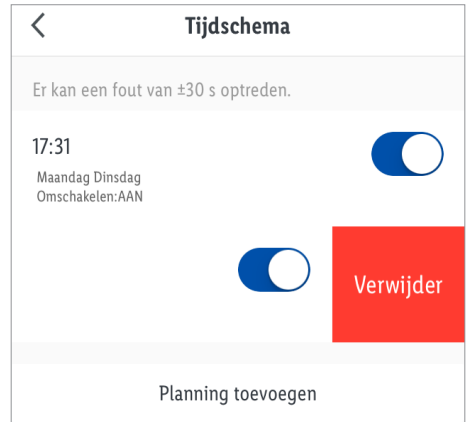 Tijdschema
Er kan een fout van ±30 s optreden.
17:31
Maandag Dinsdag
Omschakelen:AAN
Verwijder
Planning toevoegen